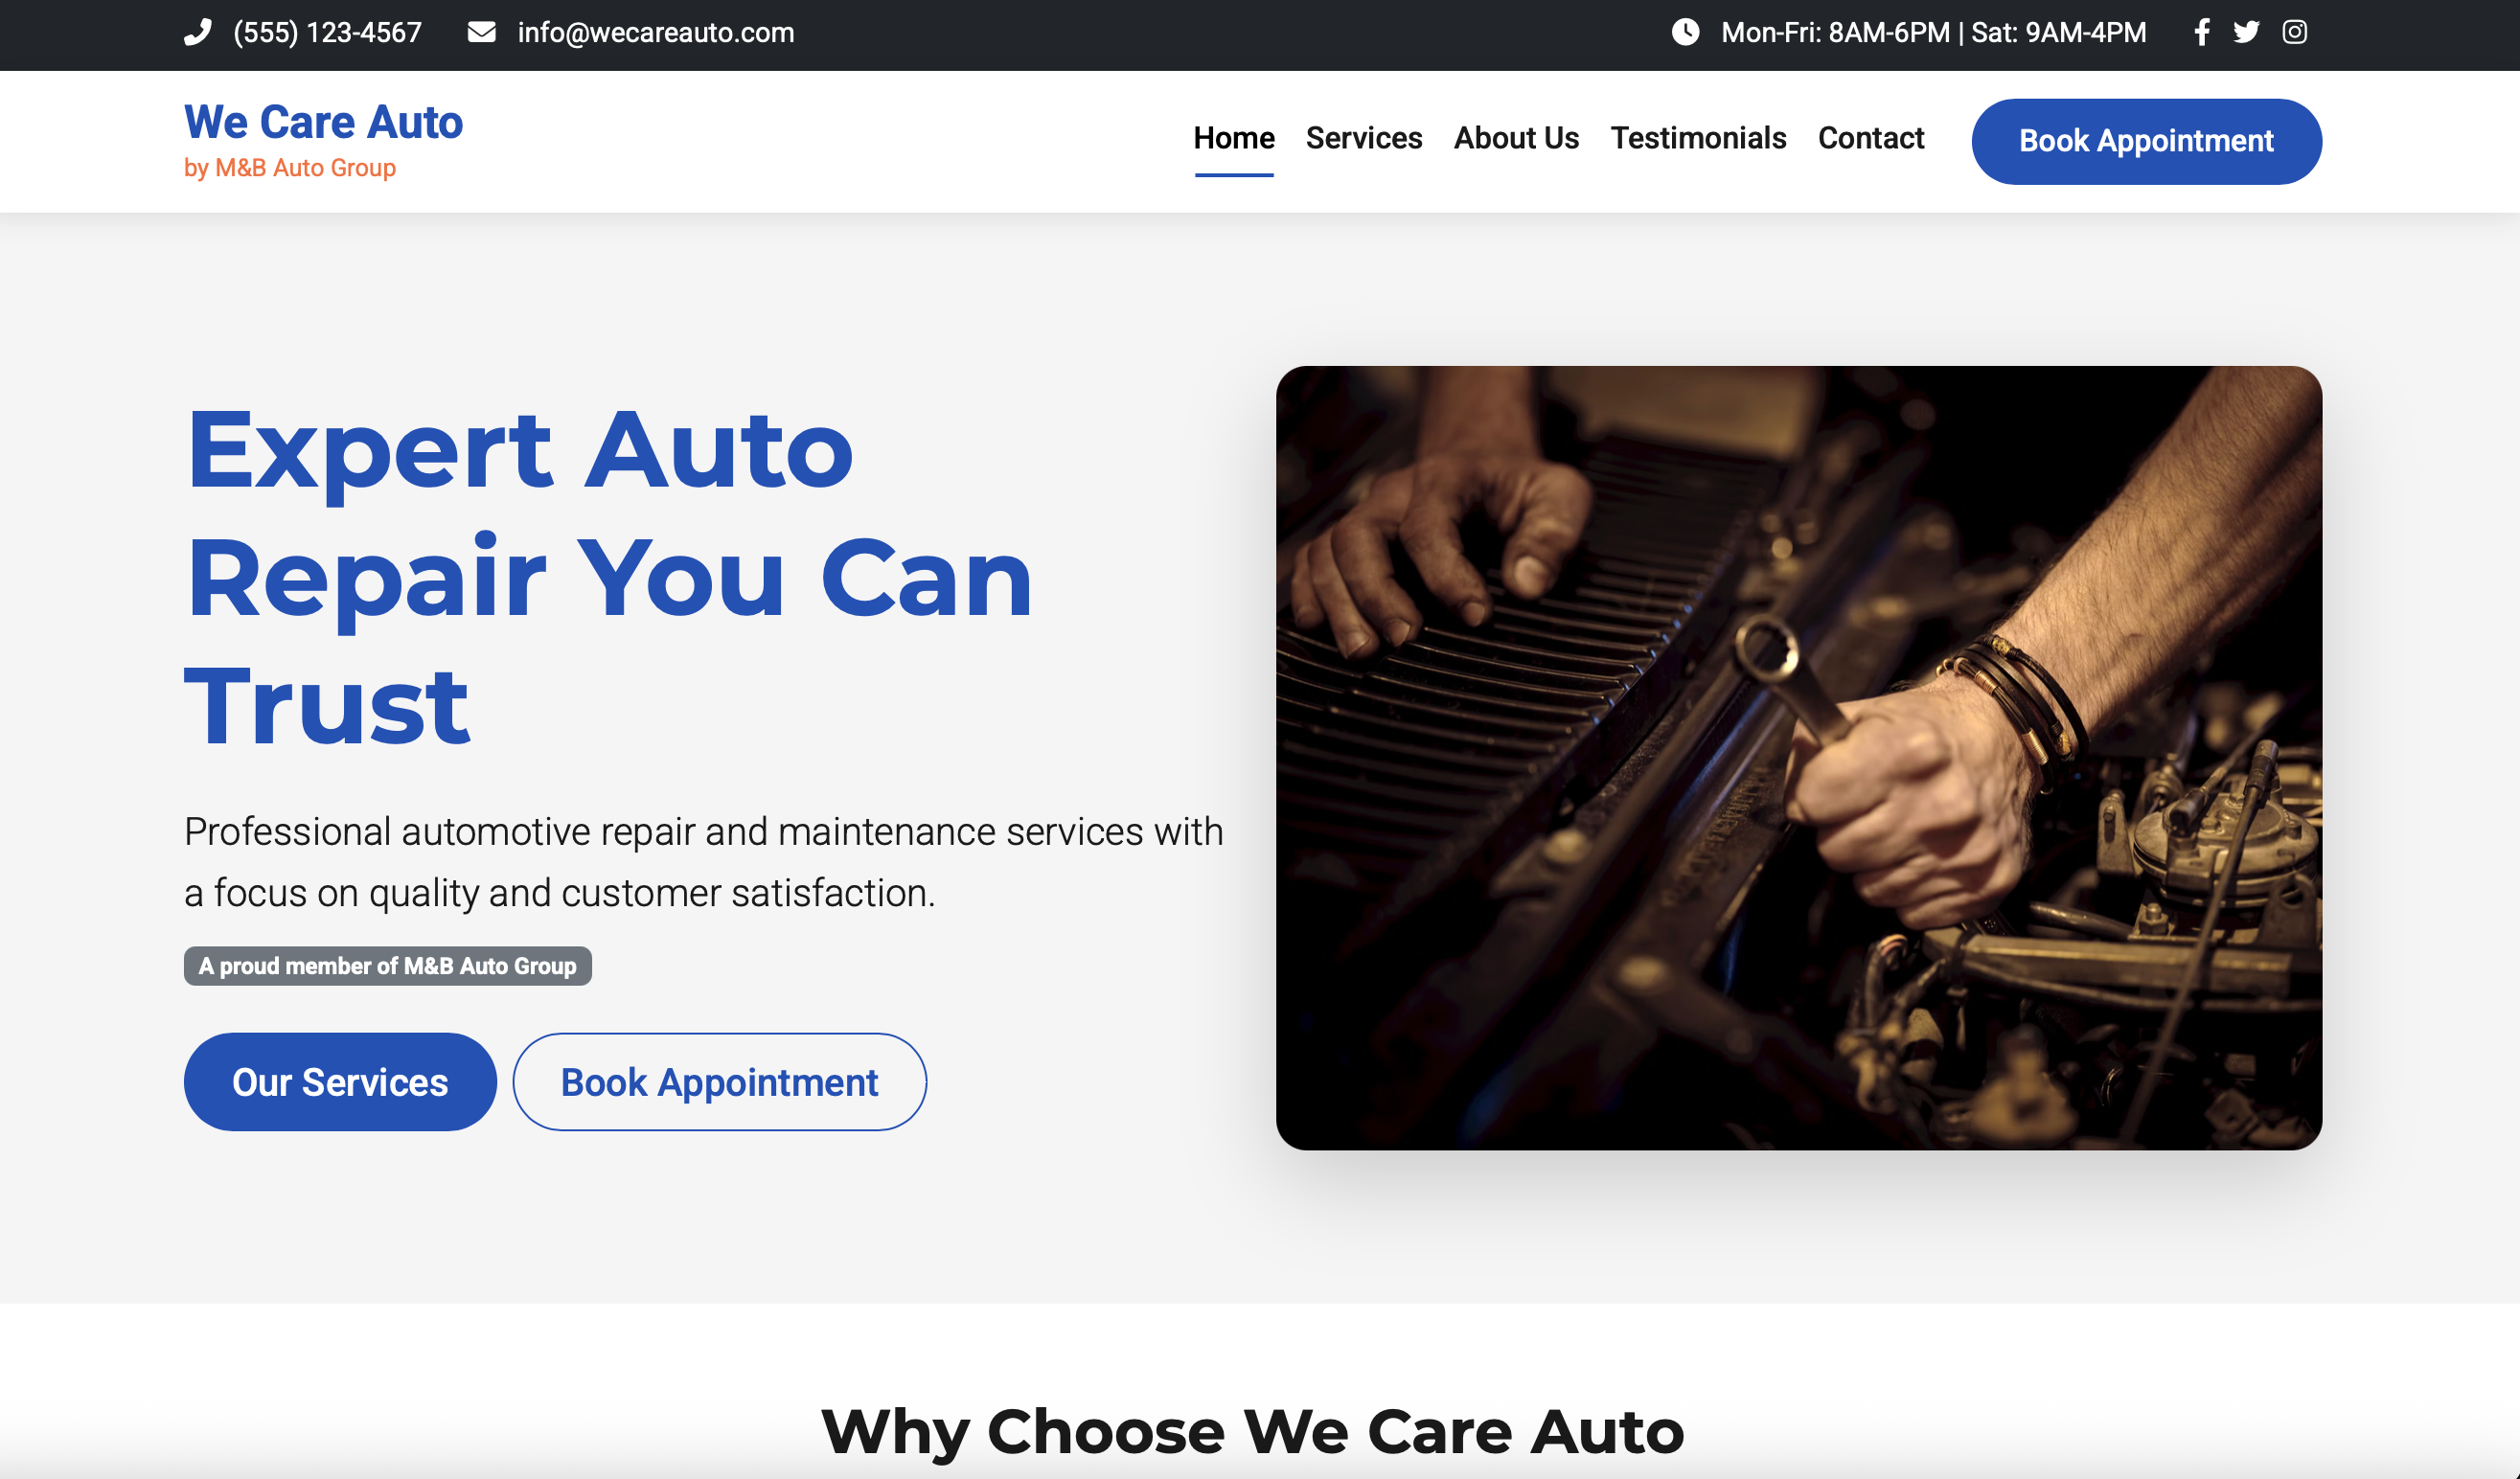 (555) 123-4567 info@wecareauto.com Mon-Fri: 8AM-6PM | Sat: 9AM-4PM
We Care Auto
by M&B Auto Group
Home Services About Us Testimonials Contact Book Appointment
Expert Auto
Repair You Can
Trust
Professional automotive repair and maintenance services with
a focus on quality and customer satisfaction.
A proud member of M&B Auto Group
Our Services Book Appointment
Why Choose We Care Auto